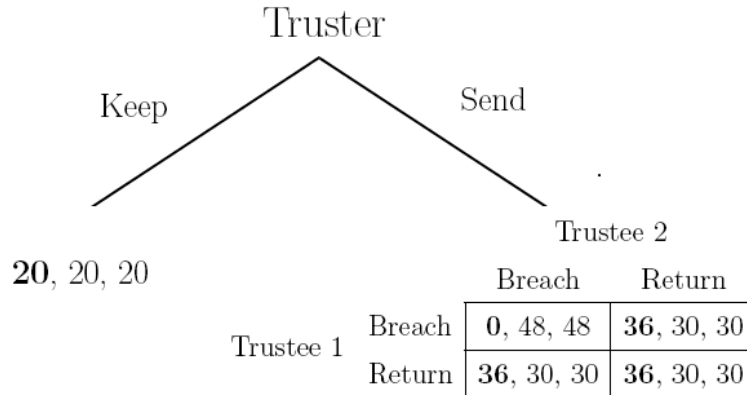 Truster
Keep Send
Trustee 2
20, 20, 20
Breach Return
Breach 0, 48, 48 36, 30, 30
Trustee 1
Return 36, 30, 30 36, 30, 30